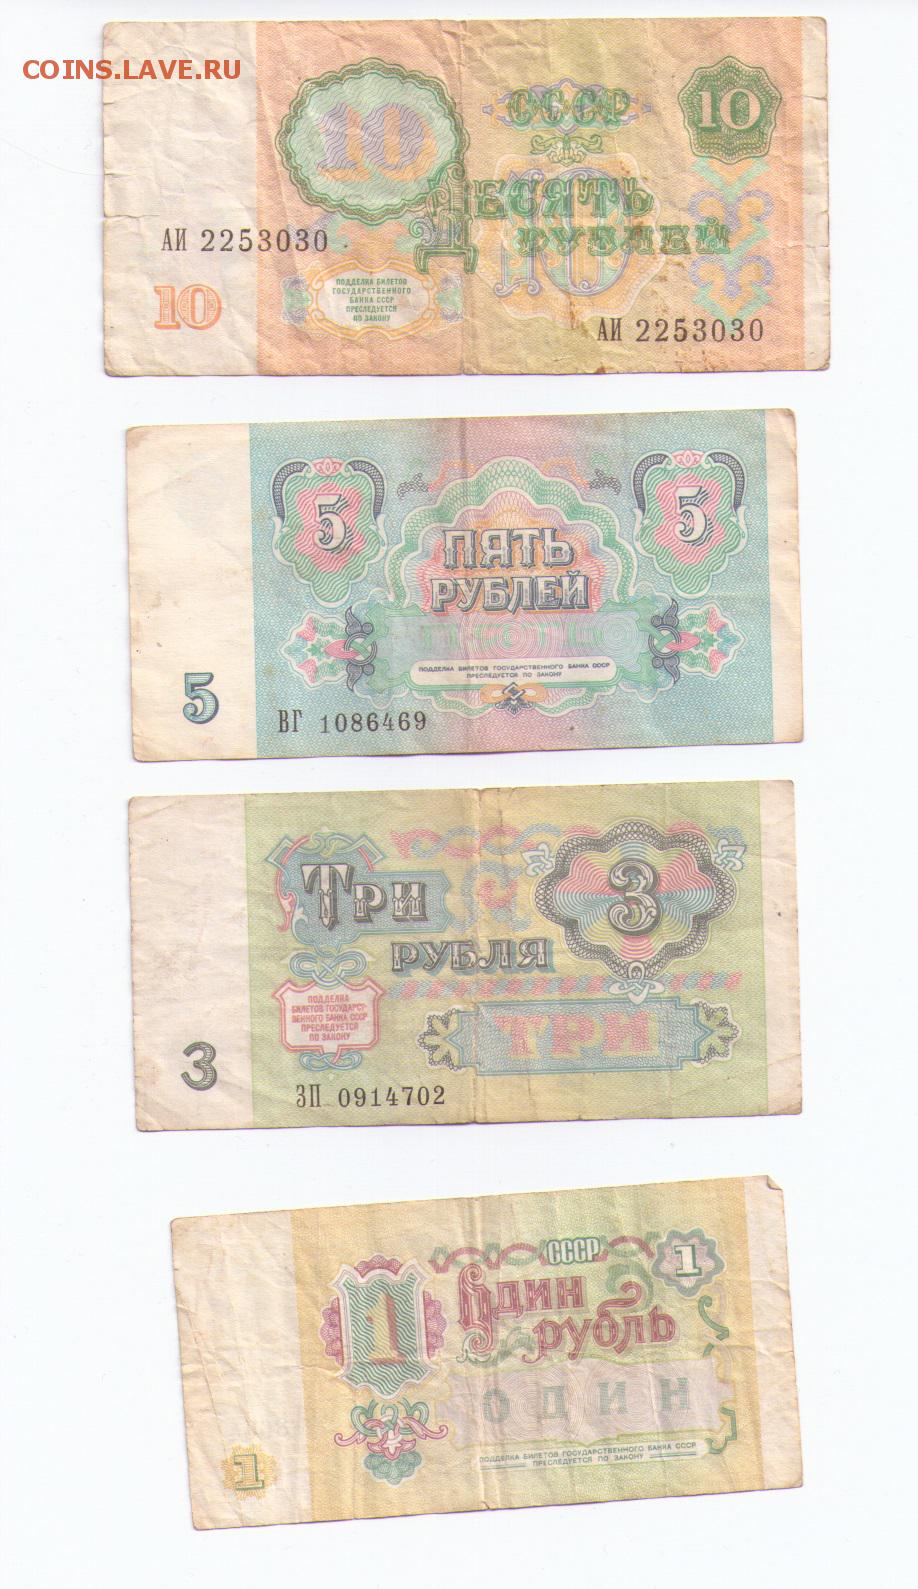 COINS.LAVE.RU
10
СССР
10
ДЕСЯТЬ
РУБЛЕЙ
10
АИ 2253030
10
ПОДДЕЛКА БИЛЕТОВ
ГОСУДАРСТВЕННОГО
БАНКА СССР
ПРЕСЛЕДУЕТСЯ
ПО ЗАКОНУ
АИ 2253030
5
5
ПЯТЬ
РУБЛЕЙ
ПОДДЕЛКА БИЛЕТОВ ГОСУДАРСТВЕННОГО БАНКА СССР
ПРЕСЛЕДУЕТСЯ ПО ЗАКОНУ
5
ВГ 1086469
ТРИ
3
РУБЛЯ
ПОДДЕЛКА
БИЛЕТОВ ГОСУДАРСТ-
ВЕННОГО БАНКА СССР
ПРЕСЛЕДУЕТСЯ
ПО ЗАКОНУ
ТРИ
3
ЗП 0914702
СССР
1
1
ОДИН
РУБЛЬ
ОДИН
ПОДДЕЛКА БИЛЕТОВ ГОСУДАРСТВЕННОГО БАНКА СССР
ПРЕСЛЕДУЕТСЯ ПО ЗАКОНУ
1